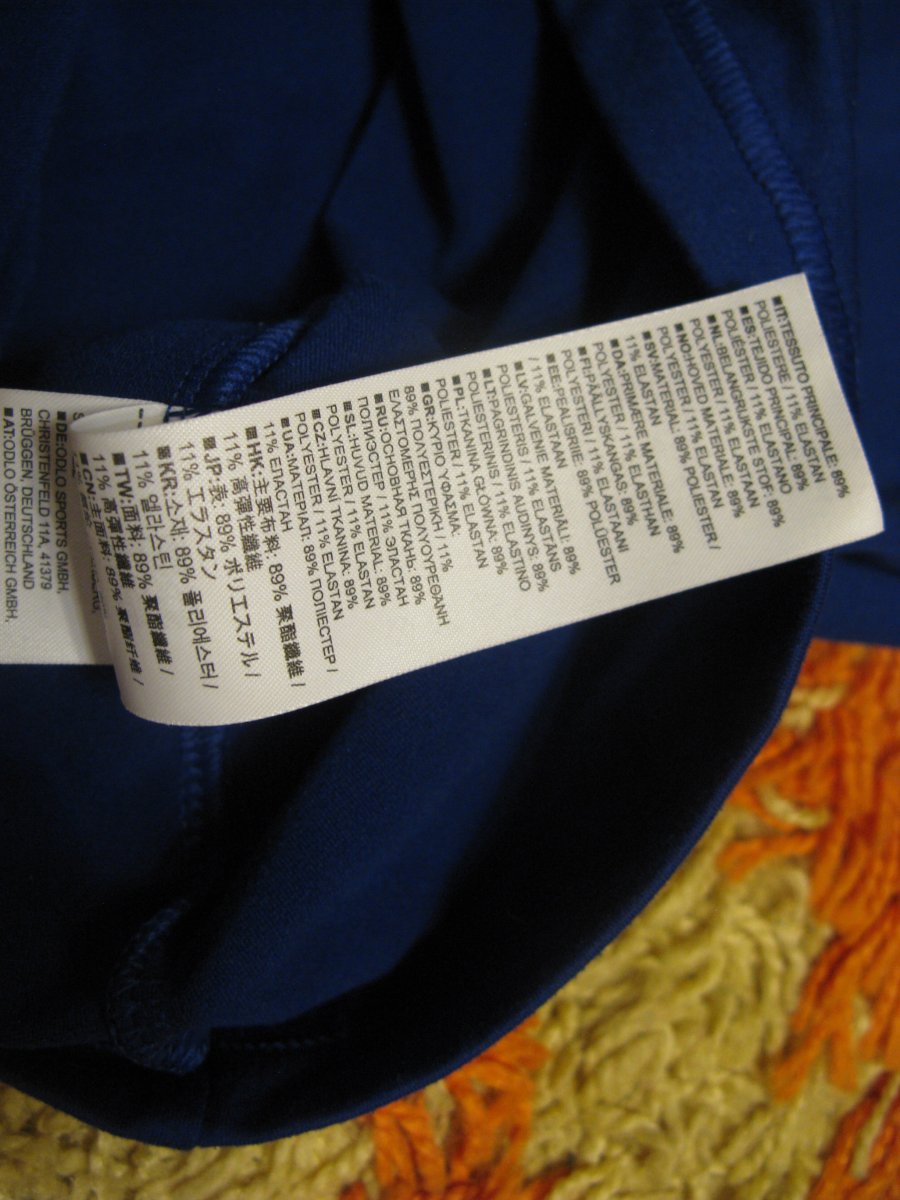 ■IT:TESSUTO PRINCIPALE: 89%
POLIESTERE / 11% ELASTAN
■ES:TEJIDO PRINCIPAL: 89%
POLIÉSTER / 11% ELASTANO
■NL:BELANGRIJKSTE STOF: 89%
POLYESTER / 11% ELASTAAN
■NO:HOVED MATERIALE: 89%
POLYESTER / 11% ELASTAN
■SV:MATERIAL: 89% POLIESTER /
11% ELASTAN
■DA:PRIMÆRE MATERIALE: 89%
POLYESTER / 11% ELASTHAN
■FI:PÄÄLLYSKANGAS: 89%
POLYESTERI / 11% ELASTAANI
■EE:PEALISRIIE: 89% POLÜESTER
/ 11% ELASTAAN
■LV:GALVENIE MATERIĀLI: 89%
POLIESTERIS / 11% ELASTĀNS
■LT:PAGRINDINIS AUDINYS: 89%
POLIESTERINIS / 11% ELASTINO
■PL:TKANINA GŁÓWNA: 89%
POLIESTER / 11% ELASTAN
■GR:ΚΥΡΙΟ ΥΦΑΣΜΑ:
89% ΠΟΛΥΕΣΤΕΡΙΚΗ / 11%
ΕΛΑΣΤΟΜΕΡΗΣ ΠΟΛΥΟΥΡΕΘΑΝΗ
■RU:ОСНОВНАЯ ТКАНЬ: 89%
ПОЛИЭСТЕР / 11% ЭЛАСТАН
■SL:HUVUD MATERIAL: 89%
POLYESTER / 11% ELASTAN
■CZ:HLAVNÍ TKANINA: 89%
POLYESTER / 11% ELASTAN
■UA:МАТЕРІАЛ: 89% ПОЛІЕСТЕР /
11% ЕЛАСТАН
■HK:主要布料: 89% 聚酯纖維 /
11% 高彈性纖維
■JP:表: 89% ポリエステル /
11% エラスタン
■KR:소재: 89% 폴리에스터 /
11% 엘라스틴
■TW:面料: 89% 聚酯纖維 /
11% 高彈性纖維
■CN:主面料: 89% 聚酯纤维 /
■DE:ODLO SPORTS GMBH,
CHRISTENFELD 11A, 41379
BRÜGGEN, DEUTSCHLAND
■AT:ODLO ÖSTERREICH GMBH,